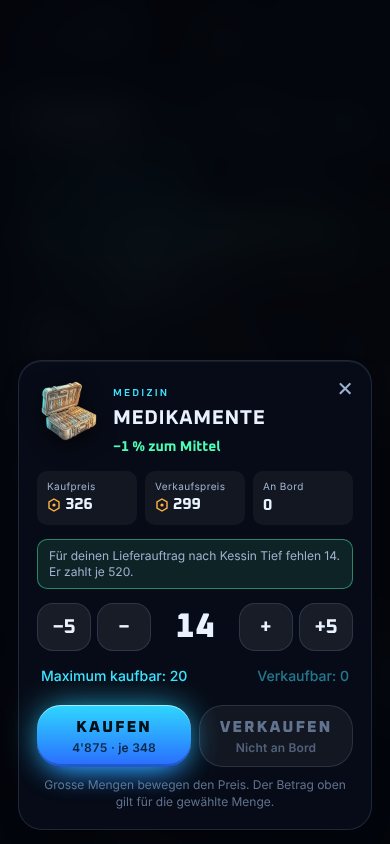 MEDIZIN
MEDIKAMENTE
−1 % zum Mittel
Kaufpreis
326
Verkaufspreis
299
An Bord
0
Für deinen Lieferauftrag nach Kessin Tief fehlen 14.
Er zahlt je 520.
−5
−
14
+
+5
Maximum kaufbar: 20
Verkaufbar: 0
KAUFEN
4'875 · je 348
VERKAUFEN
Nicht an Bord
Grosse Mengen bewegen den Preis. Der Betrag oben
gilt für die gewählte Menge.